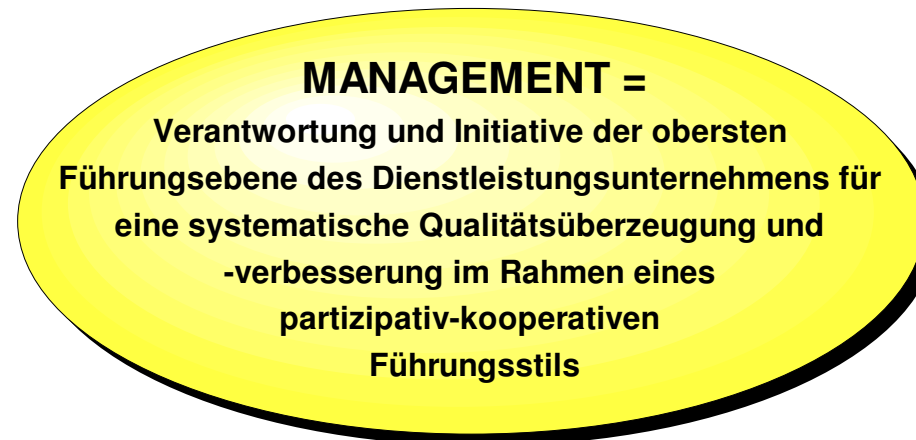 MANAGEMENT =
Verantwortung und Initiative der obersten
Führungsebene des Dienstleistungsunternehmens für
eine systematische Qualitätsüberzeugung und
-verbesserung im Rahmen eines
partizipativ-kooperativen
Führungsstils